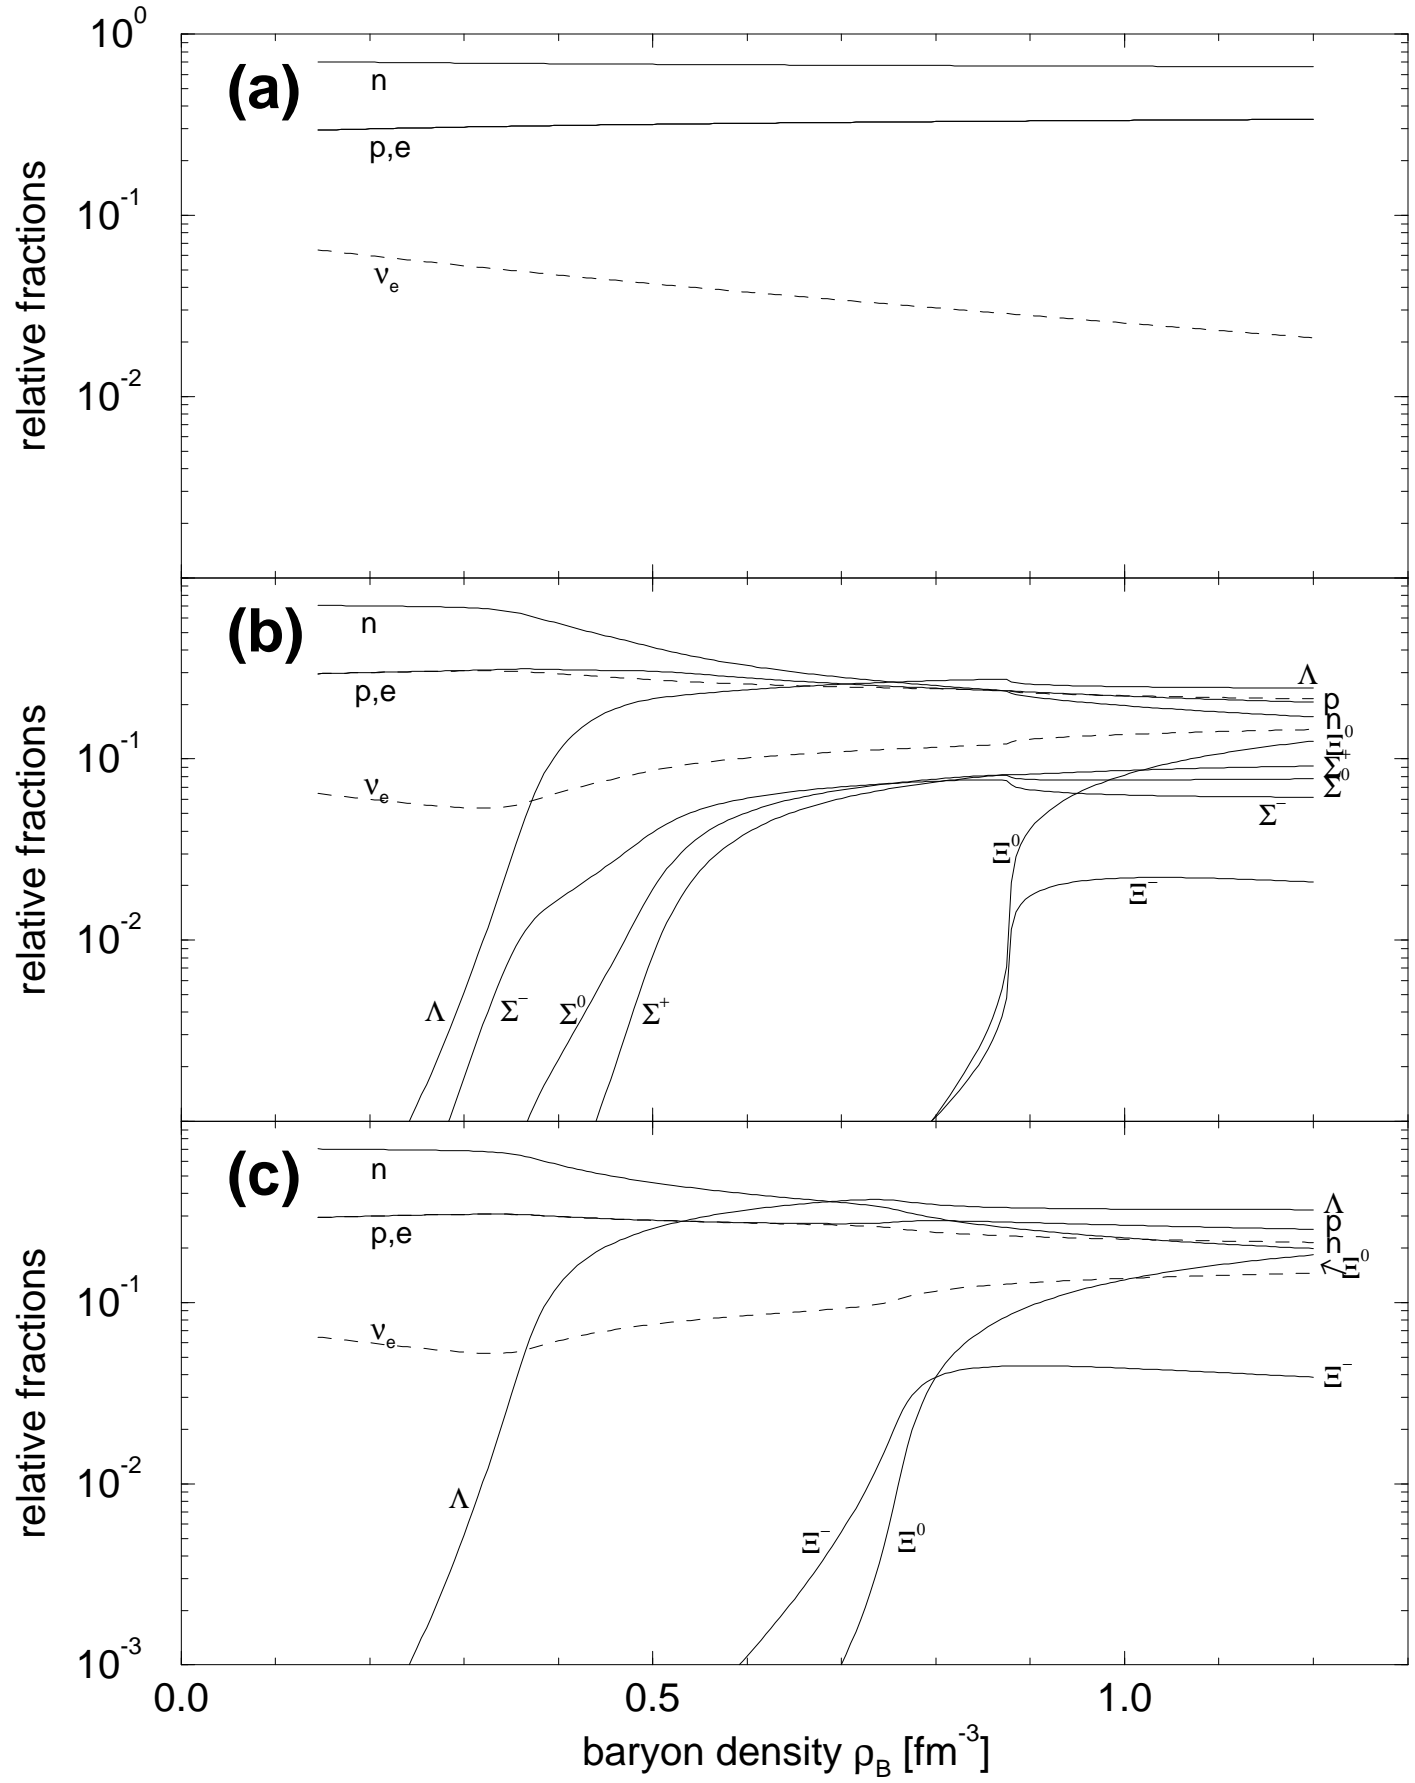 10^0
(a)
n
p,e
10^-1
ν_e
10^-2
relative fractions
(b)
n
p,e
Λ
p
n
Ξ^0
Σ^+
Σ^0
10^-1
ν_e
Σ^-
Ξ^0
Ξ^-
10^-2
Λ
Σ^-
Σ^0
Σ^+
relative fractions
(c)
n
p,e
Λ
p
n
Ξ^0
10^-1
ν_e
Ξ^-
10^-2
Λ
Ξ^-
Ξ^0
10^-3
relative fractions
0.0 0.5 1.0
baryon density ρ_B [fm^-3]